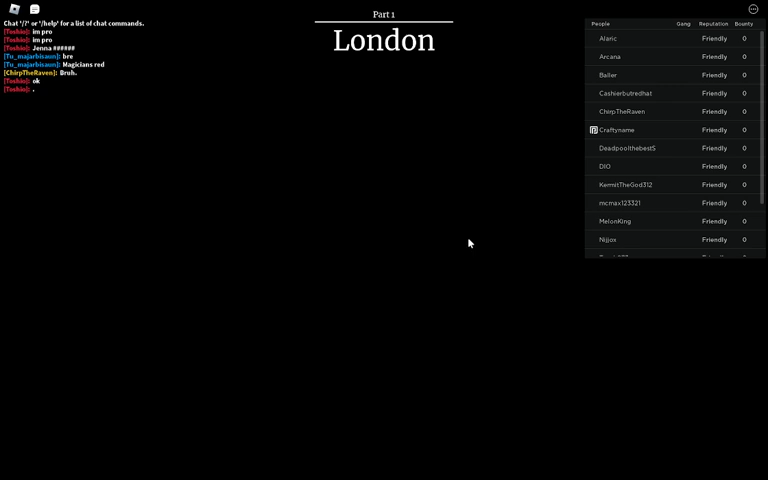 Chat '/?' or '/help' for a list of chat commands.
[Toshio]: im pro
[Toshio]: im pro
[Toshio]: Jenna ######
[Tu_majarbisaun]: bre
[Tu_majarbisaun]: Magicians red
[ChirpTheRaven]: Bruh.
[Toshio]: ok
[Toshio]: .
Part 1
London
People Gang Reputation Bounty
Alaric Friendly 0
Arcana Friendly 0
Baller Friendly 0
Cashierbutredhat Friendly 0
ChirpTheRaven Friendly 0
Craftyname Friendly 0
DeadpoolthebestS Friendly 0
DIO Friendly 0
KermitTheGod312 Friendly 0
mcmax123321 Friendly 0
MelonKing Friendly 0
Nijjox Friendly 0